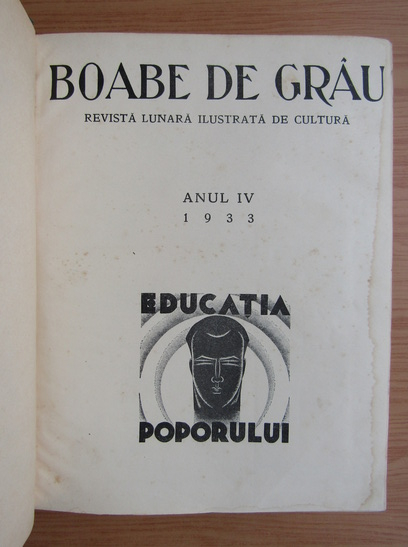 BOABE DE GRÂU
REVISTĂ LUNARĂ ILUSTRATĂ DE CULTURĂ
ANUL IV
1933
EDUCAȚIA
POPORULUI